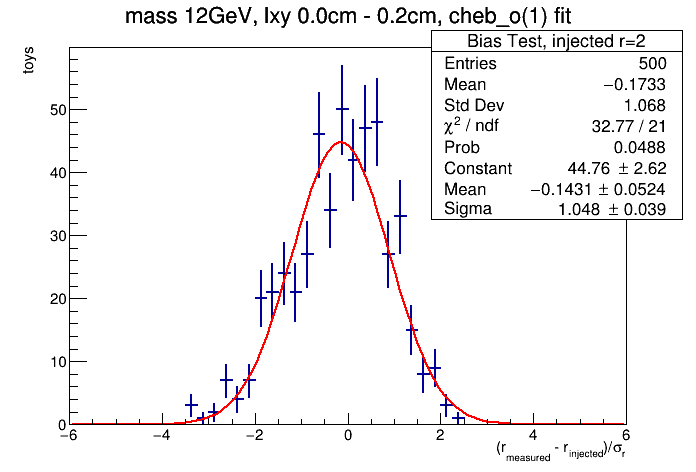 mass 12GeV, lxy 0.0cm - 0.2cm, cheb_o(1) fit
toys
Bias Test, injected r=2
Entries 500
Mean −0.1733
Std Dev 1.068
χ² / ndf 32.77 / 21
Prob 0.0488
Constant 44.76 ± 2.62
Mean −0.1431 ± 0.0524
Sigma 1.048 ± 0.039
50
40
30
20
10
0
−6 −4 −2 0 2 4 6
(r_measured - r_injected)/σ_r